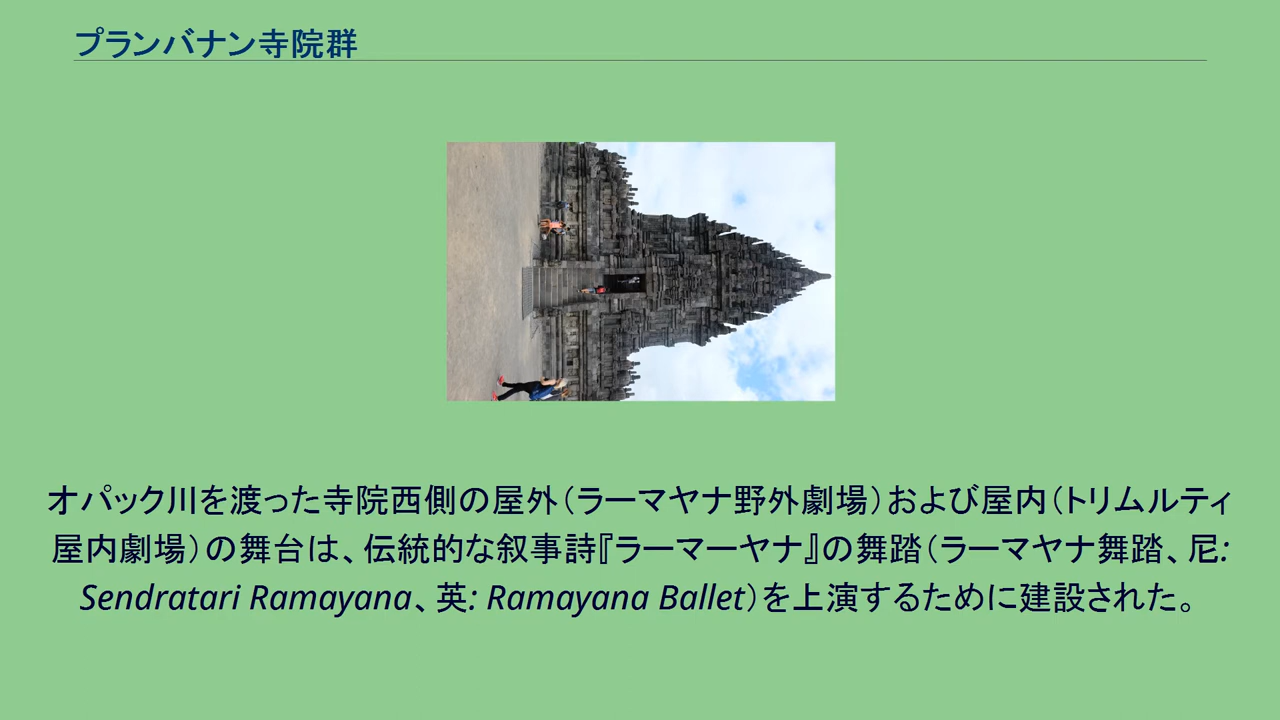 プランバナン寺院群
オパック川を渡った寺院西側の屋外（ラーマヤナ野外劇場）および屋内（トリムルティ
屋内劇場）の舞台は、伝統的な叙事詩『ラーマーヤナ』の舞踏（ラーマヤナ舞踏、尼:
Sendratari Ramayana、英: Ramayana Ballet）を上演するために建設された。